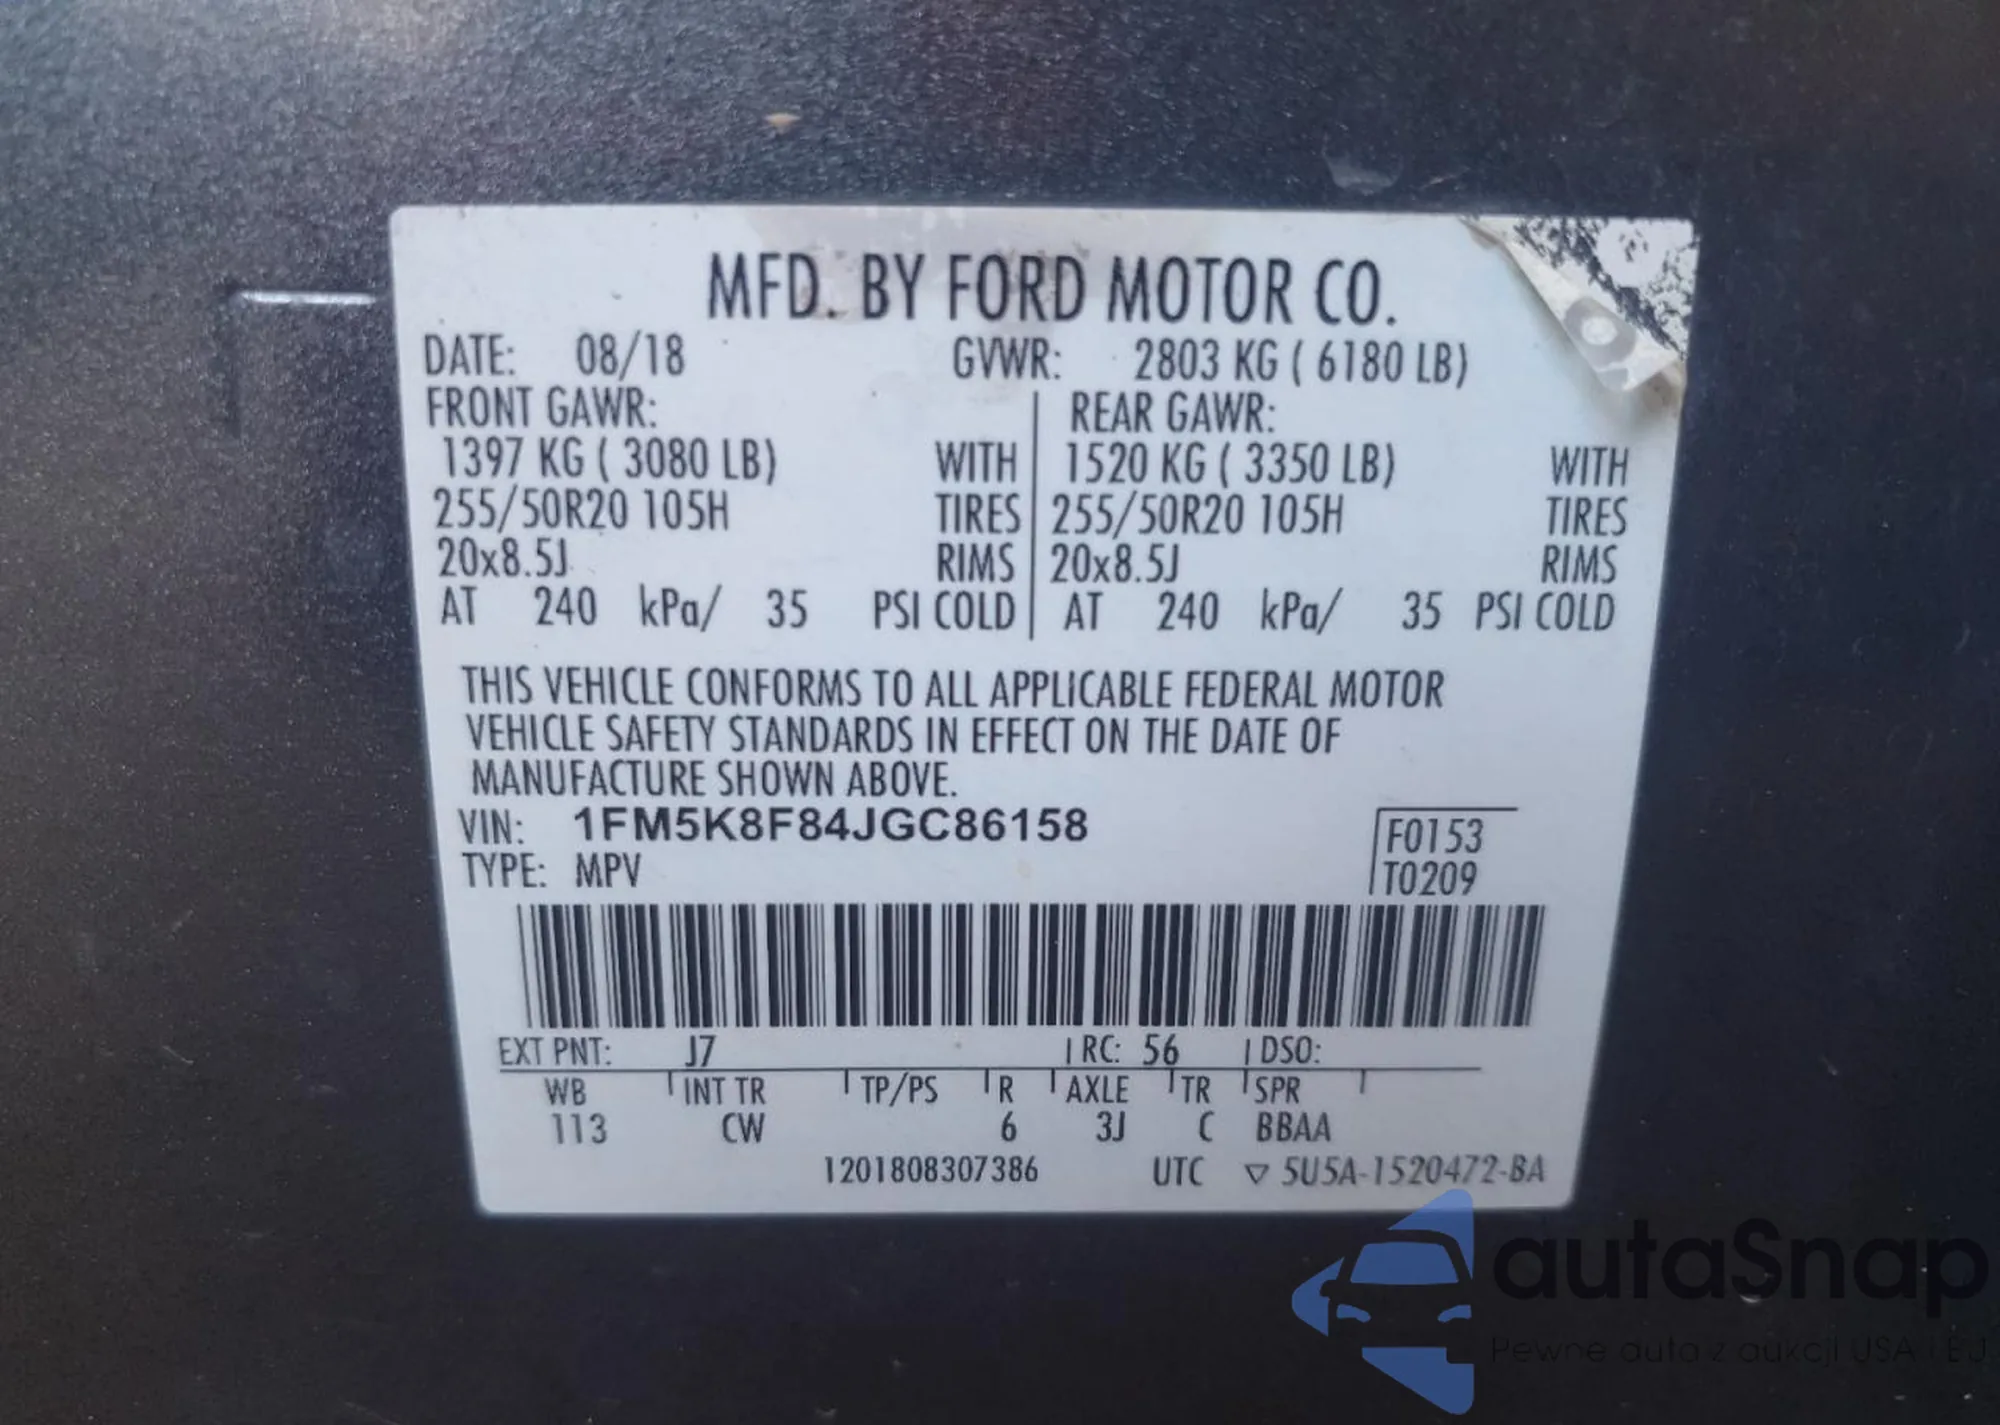 MFD. BY FORD MOTOR CO.
DATE: 08/18 GVWR: 2803 KG ( 6180 LB)
FRONT GAWR: REAR GAWR:
1397 KG ( 3080 LB) WITH 1520 KG ( 3350 LB) WITH
255/50R20 105H TIRES 255/50R20 105H TIRES
20x8.5J RIMS 20x8.5J RIMS
AT 240 kPa/ 35 PSI COLD AT 240 kPa/ 35 PSI COLD
THIS VEHICLE CONFORMS TO ALL APPLICABLE FEDERAL MOTOR
VEHICLE SAFETY STANDARDS IN EFFECT ON THE DATE OF
MANUFACTURE SHOWN ABOVE.
VIN: 1FM5K8F84JGC86158 F0153
TYPE: MPV T0209
EXT PNT: J7 RC: 56 DSO:
WB INT TR TP/PS R AXLE TR SPR
113 CW 6 3J C BBAA
1201808307386 UTC ▽ 5U5A-1520472-BA
autaSnap
Pewne auta z aukcji USA i EU